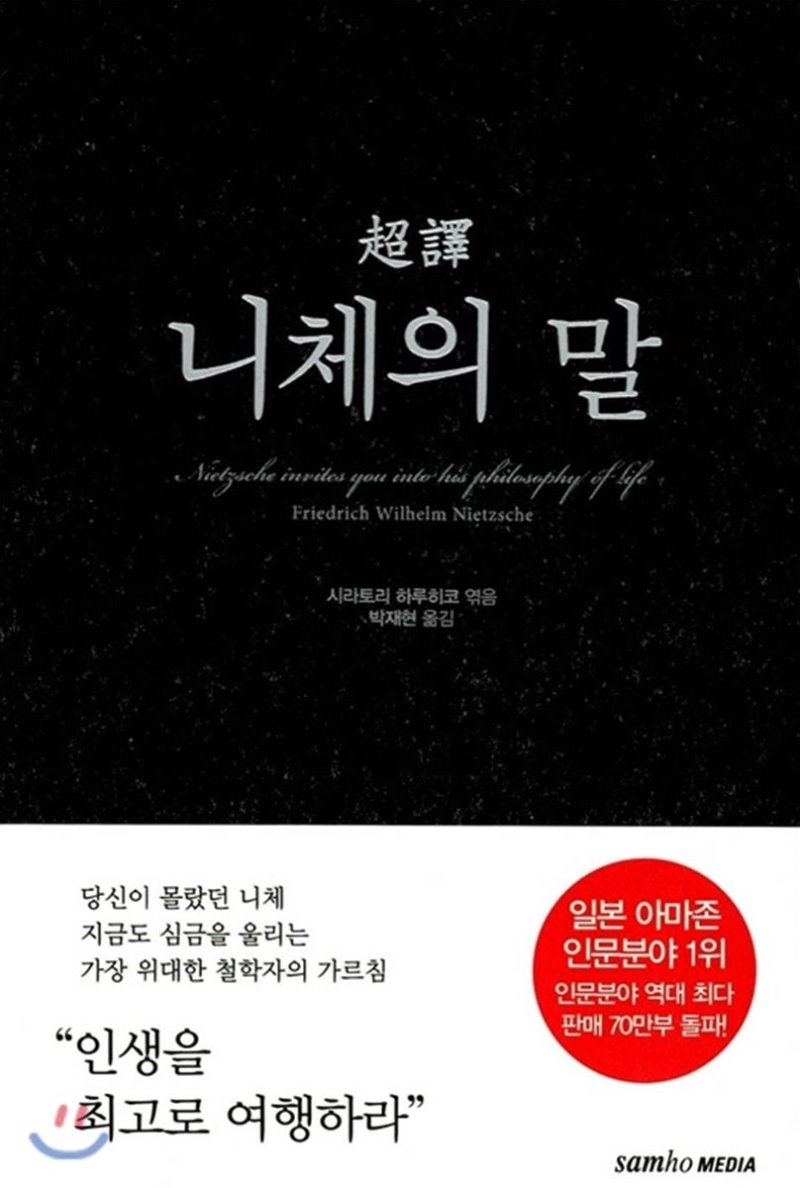 超譯
니체의 말
Nietzsche invites you into his philosophy of life
Friedrich Wilhelm Nietzsche
시라토리 하루히코 엮음
박재현 옮김
당신이 몰랐던 니체
지금도 심금을 울리는
가장 위대한 철학자의 가르침
“인생을
최고로 여행하라”
일본 아마존
인문분야 1위
인문분야 역대 최다
판매 70만부 돌파!
samho MEDIA